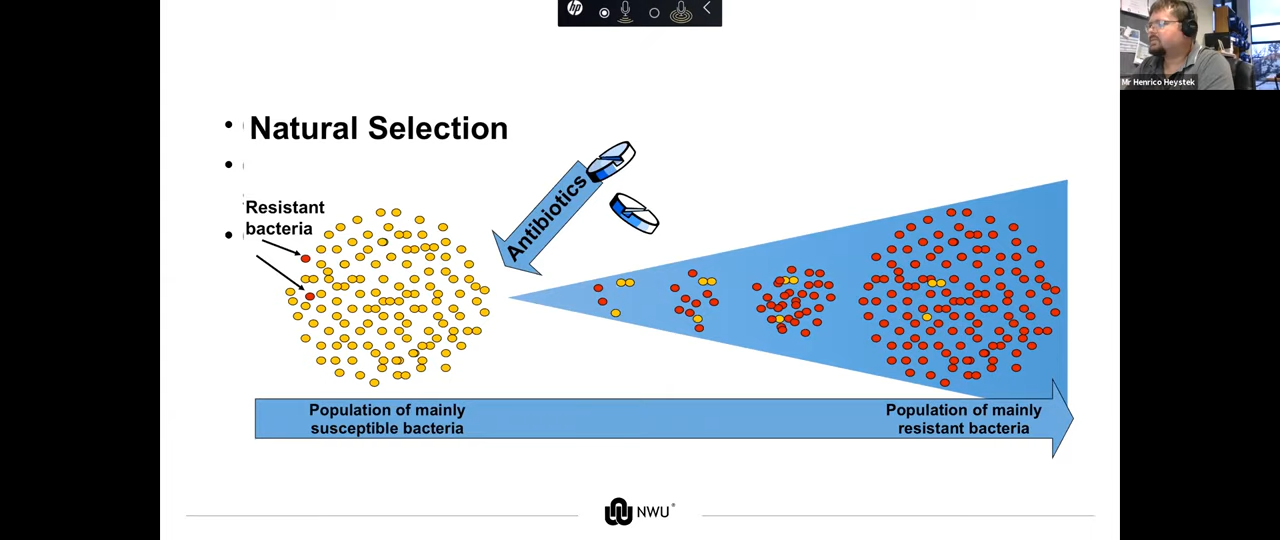 hp
Mr Henrico Heystek
Natural Selection
Antibiotics
Resistant
bacteria
Population of mainly
susceptible bacteria
Population of mainly
resistant bacteria
NWU®